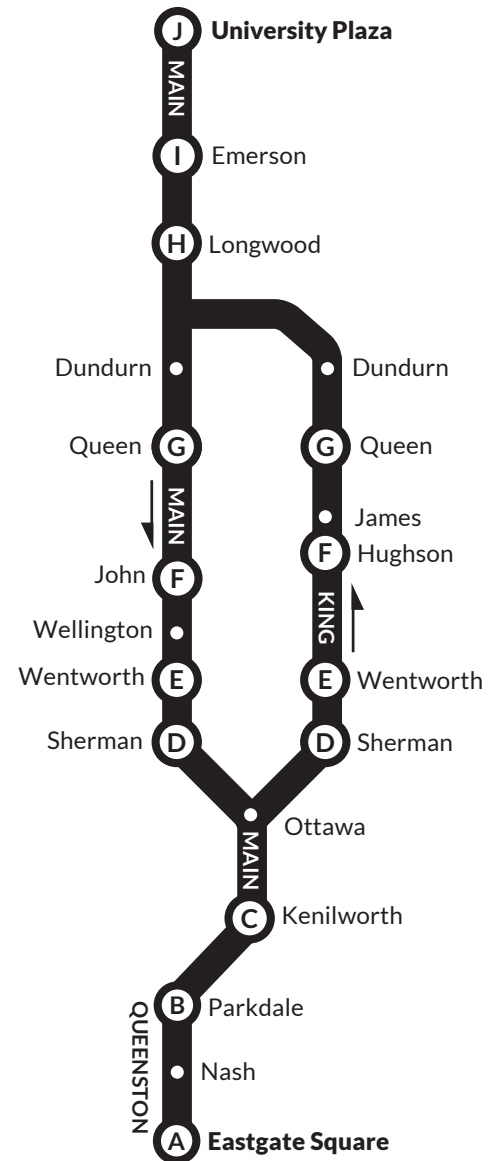 J University Plaza
MAIN
I Emerson
H Longwood
Dundurn Dundurn
Queen G G Queen
MAIN
James
F Hughson
John F
KING
Wellington
Wentworth E E Wentworth
Sherman D D Sherman
Ottawa
MAIN
C Kenilworth
B Parkdale
QUEENSTON
Nash
A Eastgate Square